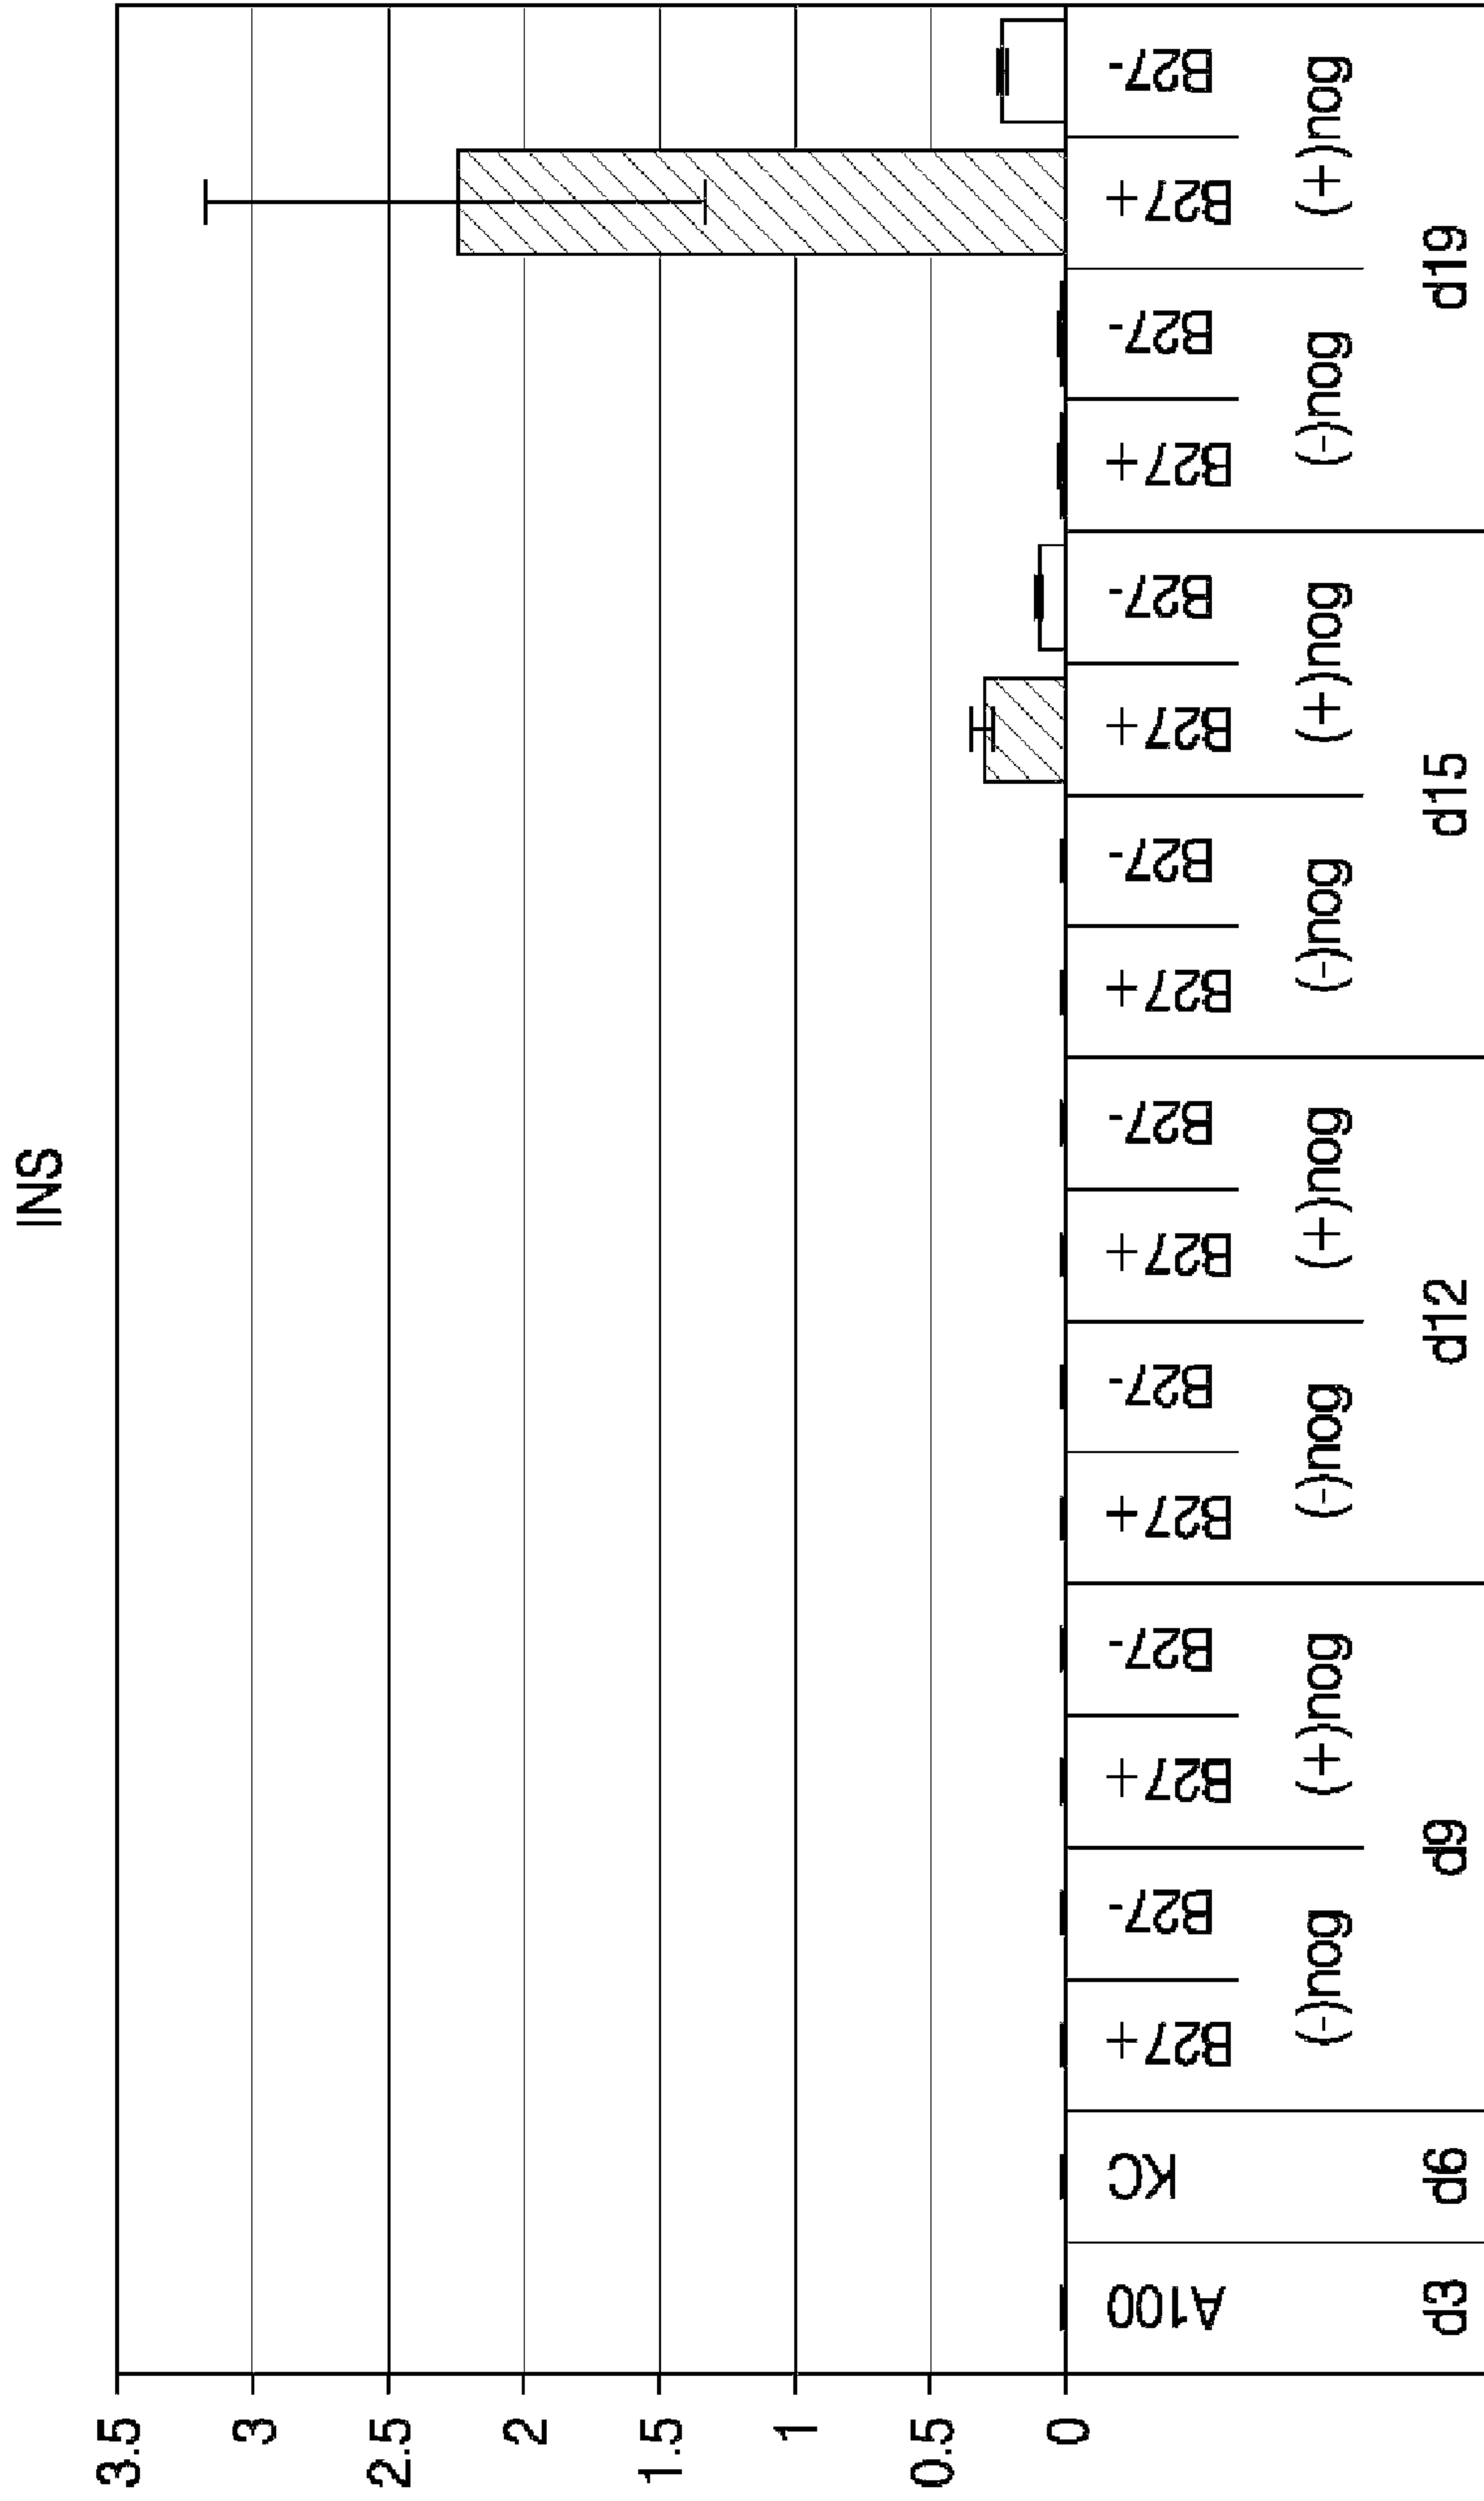 INS
3.5
3
2.5
2
1.5
1
0.5
0
A100 KC B27+ B27- B27+ B27- B27+ B27- B27+ B27- B27+ B27- B27+ B27- B27+ B27- B27+ B27-
(-)nog (+)nog (-)nog (+)nog (-)nog (+)nog (-)nog (+)nog
d3 d6 d9 d12 d15 d19